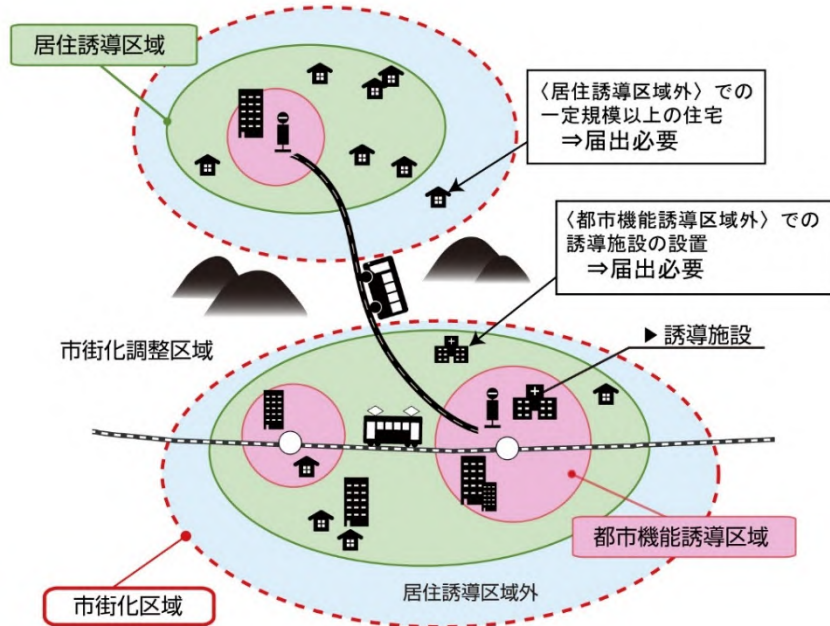 居住誘導区域
〈居住誘導区域外〉での
一定規模以上の住宅
⇒届出必要
〈都市機能誘導区域外〉での
誘導施設の設置
⇒届出必要
市街化調整区域
▶誘導施設
都市機能誘導区域
居住誘導区域外
市街化区域